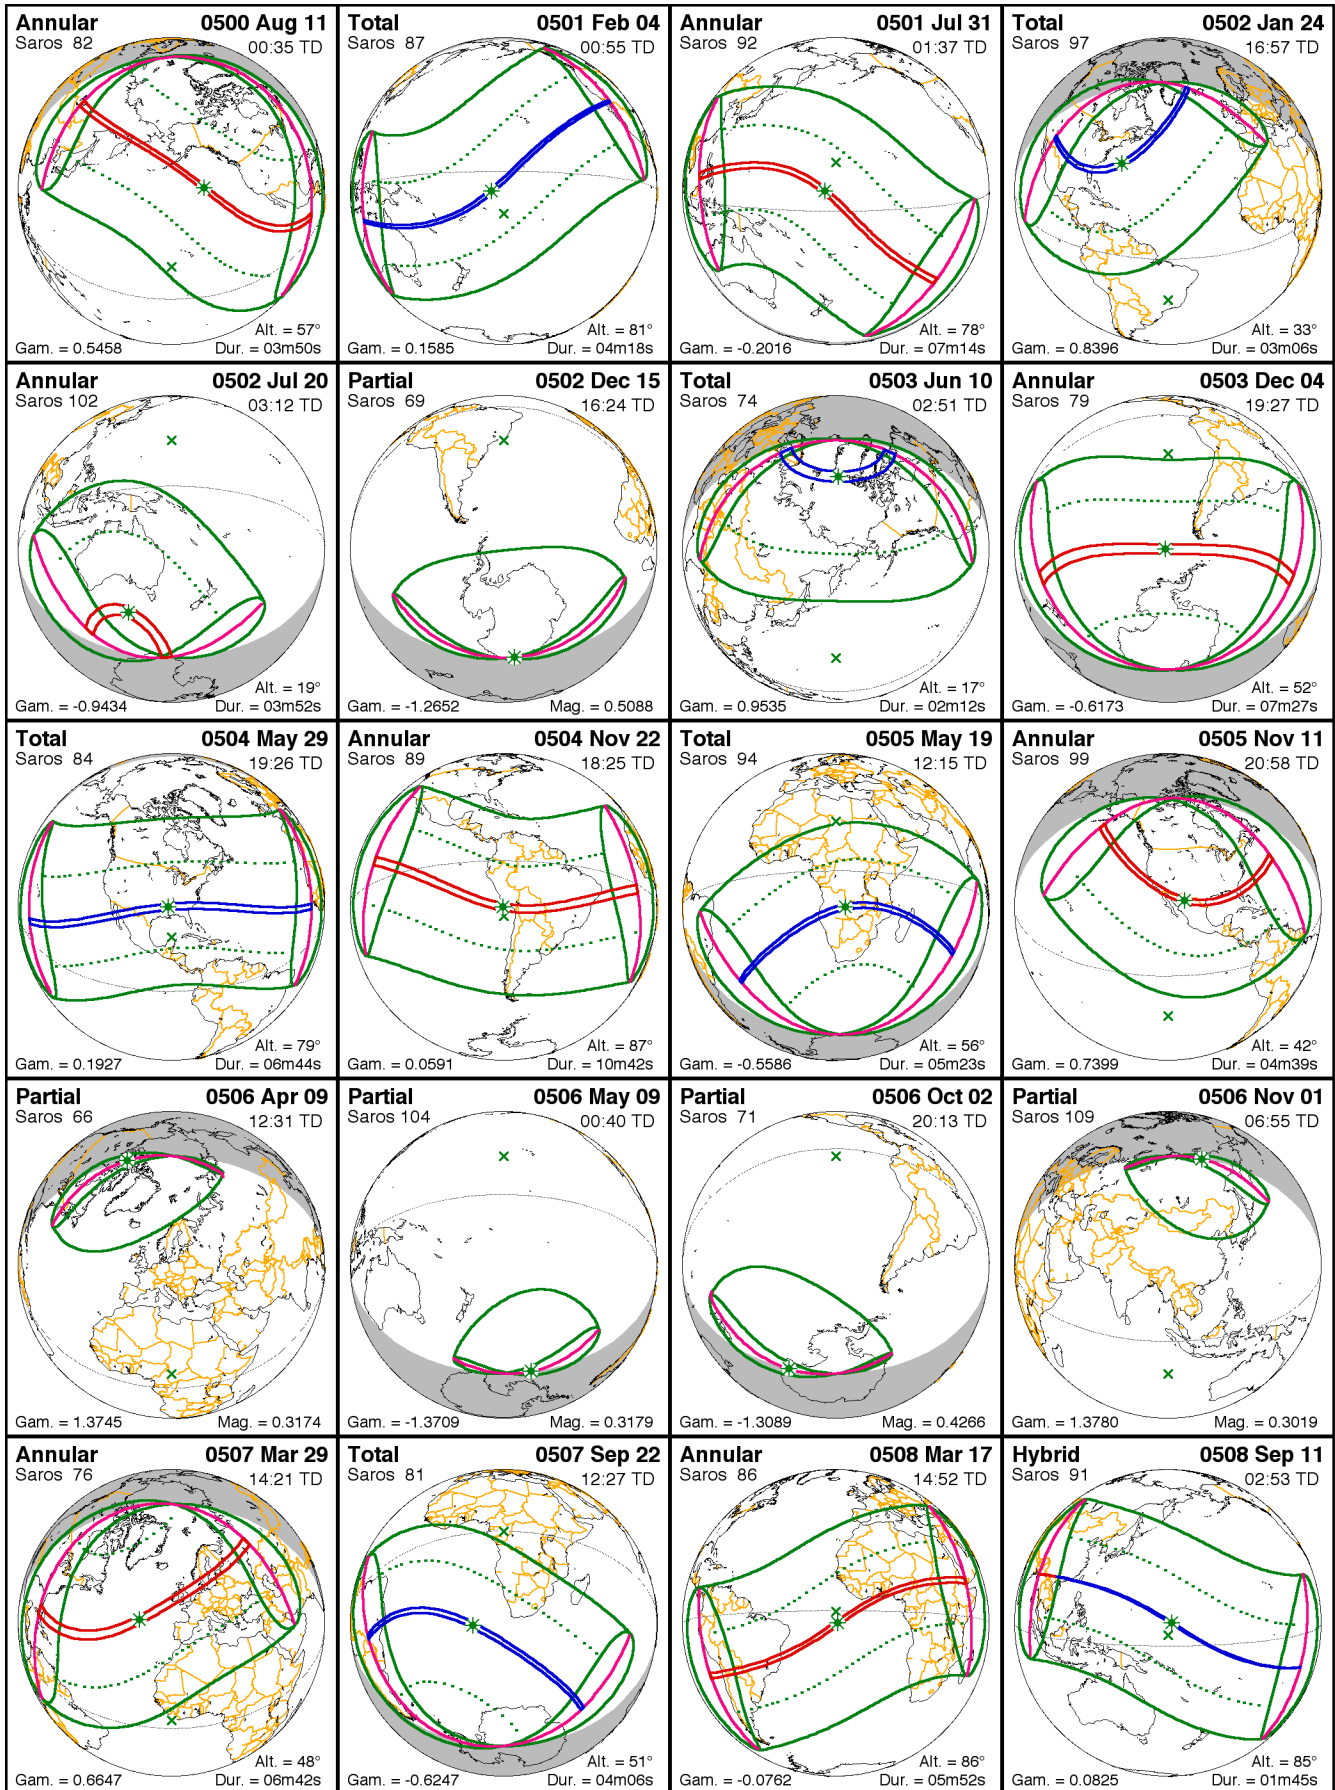 Annular 0500 Aug 11
Saros 82 00:35 TD
Alt. = 57°
Gam. = 0.5458 Dur. = 03m50s
Total 0501 Feb 04
Saros 87 00:55 TD
Alt. = 81°
Gam. = 0.1585 Dur. = 04m18s
Annular 0501 Jul 31
Saros 92 01:37 TD
Alt. = 78°
Gam. = -0.2016 Dur. = 07m14s
Total 0502 Jan 24
Saros 97 16:57 TD
Alt. = 33°
Gam. = 0.8396 Dur. = 03m06s
Annular 0502 Jul 20
Saros 102 03:12 TD
Alt. = 19°
Gam. = -0.9434 Dur. = 03m52s
Partial 0502 Dec 15
Saros 69 16:24 TD
Gam. = -1.2652 Mag. = 0.5088
Total 0503 Jun 10
Saros 74 02:51 TD
Alt. = 17°
Gam. = 0.9535 Dur. = 02m12s
Annular 0503 Dec 04
Saros 79 19:27 TD
Alt. = 52°
Gam. = -0.6173 Dur. = 07m27s
Total 0504 May 29
Saros 84 19:26 TD
Alt. = 79°
Gam. = 0.1927 Dur. = 06m44s
Annular 0504 Nov 22
Saros 89 18:25 TD
Alt. = 87°
Gam. = 0.0591 Dur. = 10m42s
Total 0505 May 19
Saros 94 12:15 TD
Alt. = 56°
Gam. = -0.5586 Dur. = 05m23s
Annular 0505 Nov 11
Saros 99 20:58 TD
Alt. = 42°
Gam. = 0.7399 Dur. = 04m39s
Partial 0506 Apr 09
Saros 66 12:31 TD
Gam. = 1.3745 Mag. = 0.3174
Partial 0506 May 09
Saros 104 00:40 TD
Gam. = -1.3709 Mag. = 0.3179
Partial 0506 Oct 02
Saros 71 20:13 TD
Gam. = -1.3089 Mag. = 0.4266
Partial 0506 Nov 01
Saros 109 06:55 TD
Gam. = 1.3780 Mag. = 0.3019
Annular 0507 Mar 29
Saros 76 14:21 TD
Alt. = 48°
Gam. = 0.6647 Dur. = 06m42s
Total 0507 Sep 22
Saros 81 12:27 TD
Alt. = 51°
Gam. = -0.6247 Dur. = 04m06s
Annular 0508 Mar 17
Saros 86 14:52 TD
Alt. = 86°
Gam. = -0.0762 Dur. = 05m52s
Hybrid 0508 Sep 11
Saros 91 02:53 TD
Alt. = 85°
Gam. = 0.0825 Dur. = 01m45s